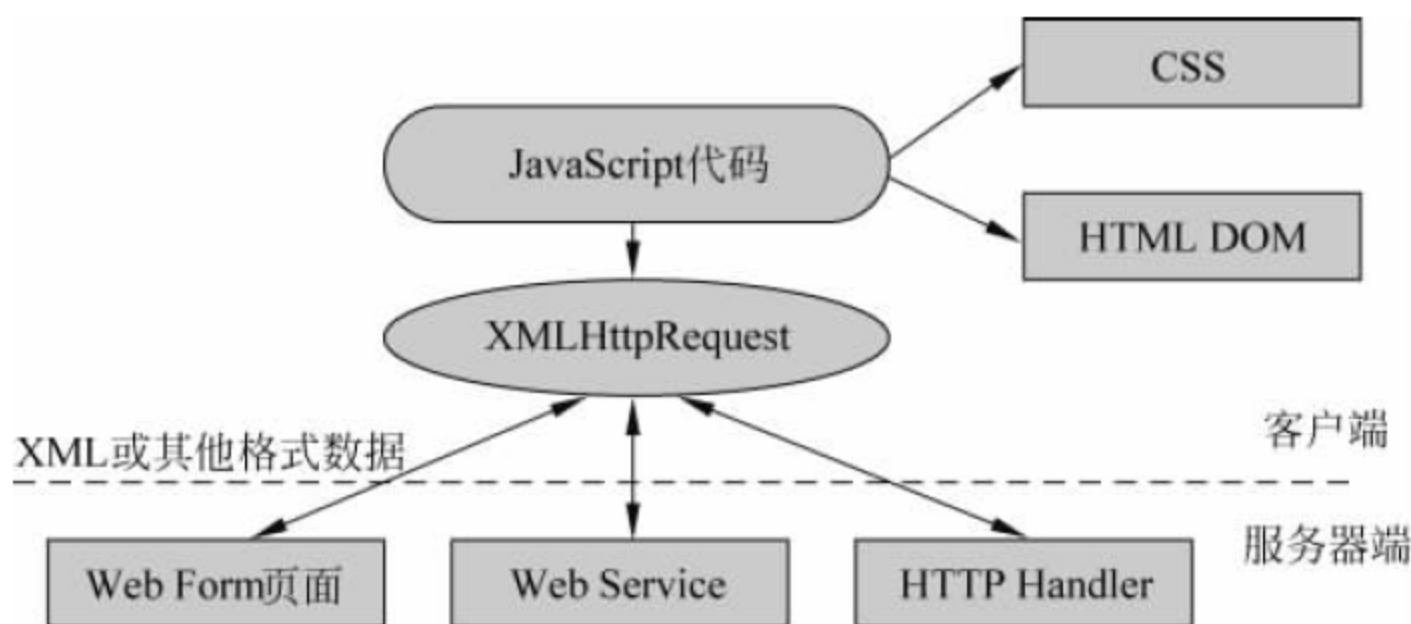 CSS
JavaScript代码
HTML DOM
XMLHttpRequest
客户端
XML或其他格式数据
服务器端
Web Form页面
Web Service
HTTP Handler